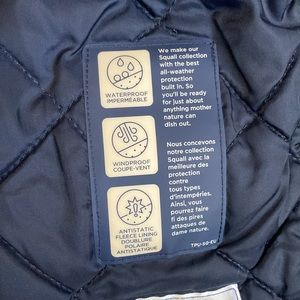 WATERPROOF
IMPERMÉABLE
WINDPROOF
COUPE-VENT
ANTISTATIC
FLEECE LINING
DOUBLURE
POLAIRE
ANTISTATIQUE
We make our
Squall collection
with the best
all-weather
protection
built in. So
you'll be ready
for just about
anything mother
nature can
dish out.
Nous concevons
notre collection
Squall avec la
meilleure des
protection
contre
tous types
d'intempéries.
Ainsi, vous
pourrez faire
fi des pires
attaques de
dame nature.
TPU-50-EU